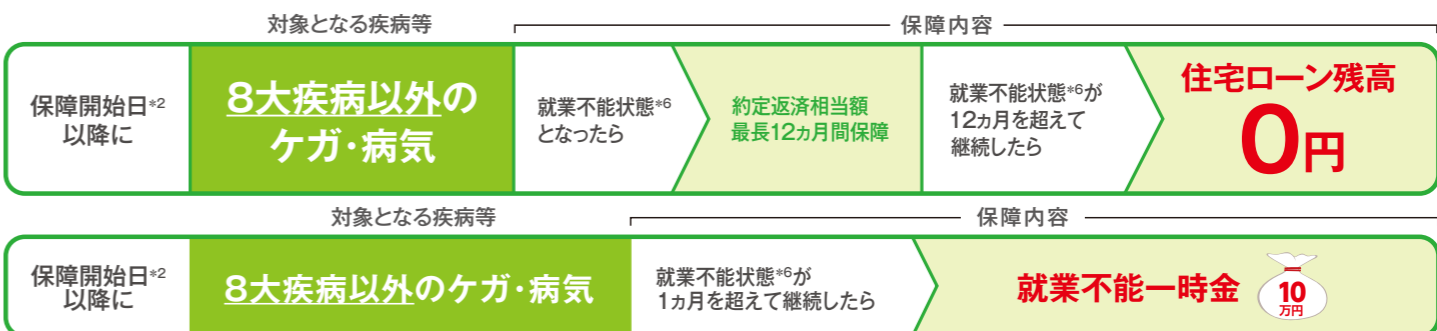 対象となる疾病等
保障内容
保障開始日*2
以降に
8大疾病以外の
ケガ・病気
就業不能状態*6
となったら
約定返済相当額
最長12ヵ月間保障
就業不能状態*6が
12ヵ月を超えて
継続したら
住宅ローン残高
0円
対象となる疾病等
保障内容
保障開始日*2
以降に
8大疾病以外のケガ・病気
就業不能状態*6が
1ヵ月を超えて継続したら
就業不能一時金
10
万円